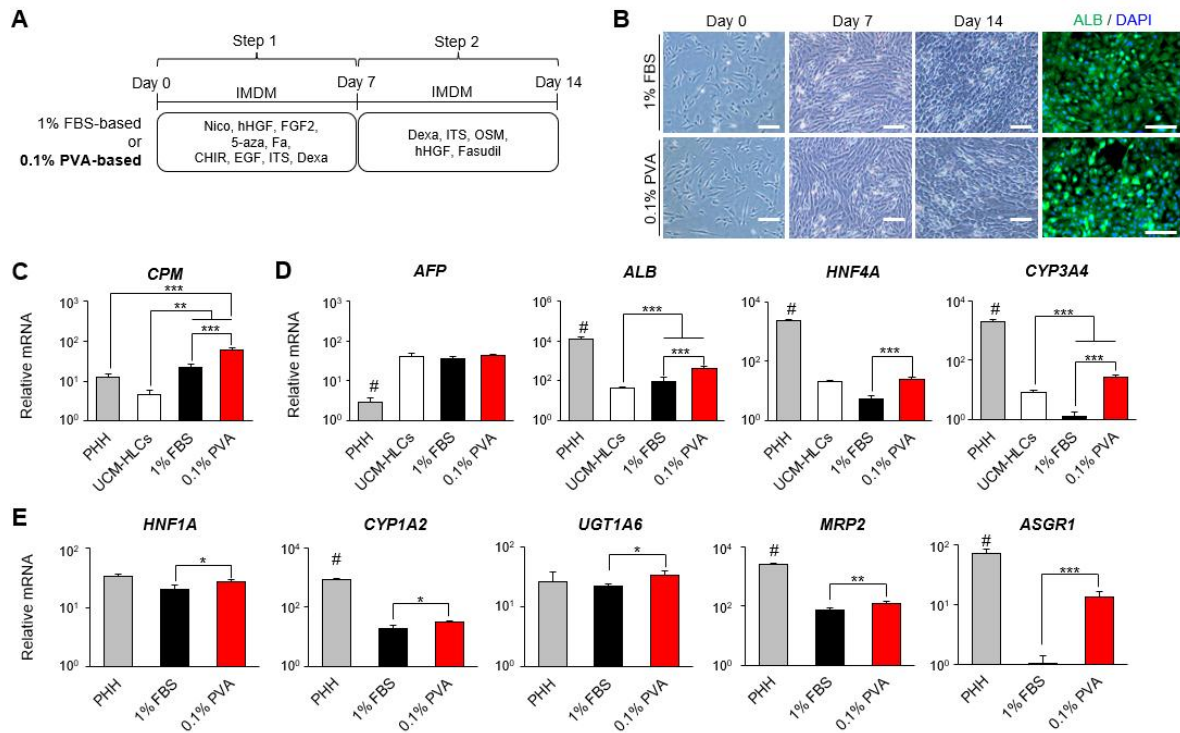 A
Step 1
Step 2
Day 0
Day 7
Day 14
IMDM
IMDM
1% FBS-based
or
0.1% PVA-based
Nico, hHGF, FGF2,
5-aza, Fa,
CHIR, EGF, ITS, Dexa
Dexa, ITS, OSM,
hHGF, Fasudil
B
Day 0
Day 7
Day 14
ALB / DAPI
1% FBS
0.1% PVA
C
CPM
Relative mRNA
10³
10²
10¹
10⁰
***
**
***
PHH
UCM-HLCs
1% FBS
0.1% PVA
D
AFP
Relative mRNA
10³
10²
10¹
10⁰
#
PHH
UCM-HLCs
1% FBS
0.1% PVA
ALB
10⁶
10⁴
10²
10⁰
#
***
***
PHH
UCM-HLCs
1% FBS
0.1% PVA
HNF4A
10⁴
10²
10⁰
#
***
PHH
UCM-HLCs
1% FBS
0.1% PVA
CYP3A4
10⁴
10²
10⁰
#
***
***
PHH
UCM-HLCs
1% FBS
0.1% PVA
E
HNF1A
Relative mRNA
10²
10¹
10⁰
*
PHH
1% FBS
0.1% PVA
CYP1A2
10⁴
10²
10⁰
#
*
PHH
1% FBS
0.1% PVA
UGT1A6
10²
10¹
10⁰
*
PHH
1% FBS
0.1% PVA
MRP2
10⁴
10²
10⁰
#
**
PHH
1% FBS
0.1% PVA
ASGR1
10²
10¹
10⁰
#
***
PHH
1% FBS
0.1% PVA